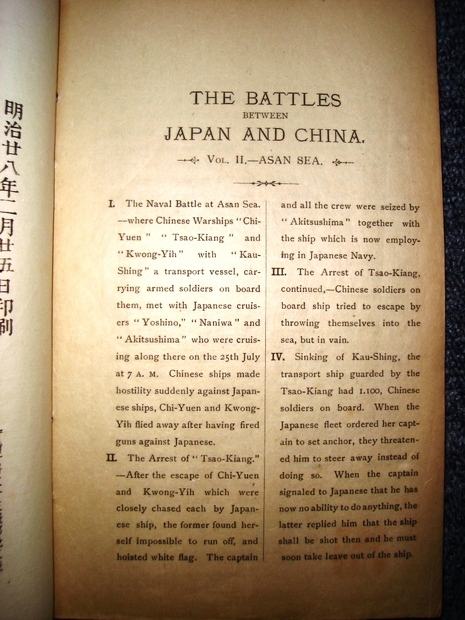 明治廿八年二月廿五日印刷
THE BATTLES
BETWEEN
JAPAN AND CHINA.
VOL. II.—ASAN SEA.
I. The Naval Battle at Asan Sea.
—where Chinese Warships "Chi-
Yuen" "Tsao-Kiang" and
"Kwong-Yih" with "Kau-
Shing" a transport vessel, car-
rying armed soldiers on board
them, met with Japanese cruis-
ers "Yoshino," "Naniwa" and
"Akitsushima" who were cruis-
ing along there on the 25th July
at 7 A. M. Chinese ships made
hostility suddenly against Japan-
ese ships, Chi-Yuen and Kwong-
Yih flied away after having fired
guns against Japanese.
II. The Arrest of "Tsao-Kiang."
—After the escape of Chi-Yuen
and Kwong-Yih which were
closely chased each by Japan-
ese ship, the former found her-
self impossible to run off, and
hoisted white flag. The captain
and all the crew were seized by
"Akitsushima" together with
the ship which is now employ-
ing in Japanese Navy.
III. The Arrest of Tsao-Kiang,
continued,—Chinese soldiers on
board ship tried to escape by
throwing themselves into the
sea, but in vain.
IV. Sinking of Kau-Shing, the
transport ship guarded by the
Tsao-Kiang had 1.100, Chinese
soldiers on board. When the
Japanese fleet ordered her capt-
ain to set anchor, they threaten-
ed him to steer away instead of
doing so. When the captain
signaled to Japanese that he has
now no ability to do anything, the
latter replied him that the ship
shall be shot then and he must
soon take leave out of the ship.